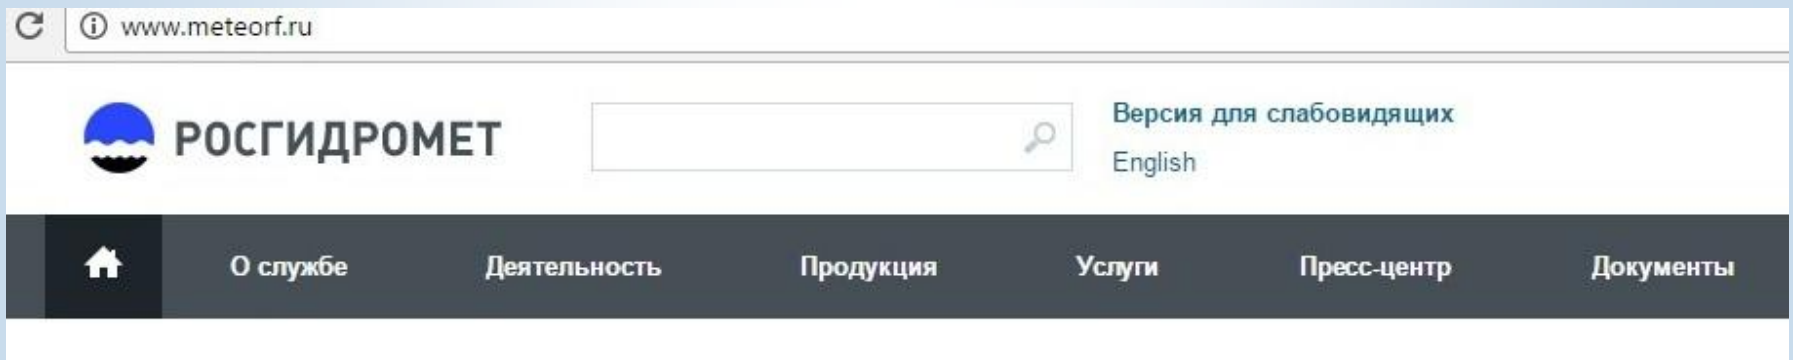 www.meteorf.ru
РОСГИДРОМЕТ
Версия для слабовидящих
English
О службе Деятельность Продукция Услуги Пресс-центр Документы